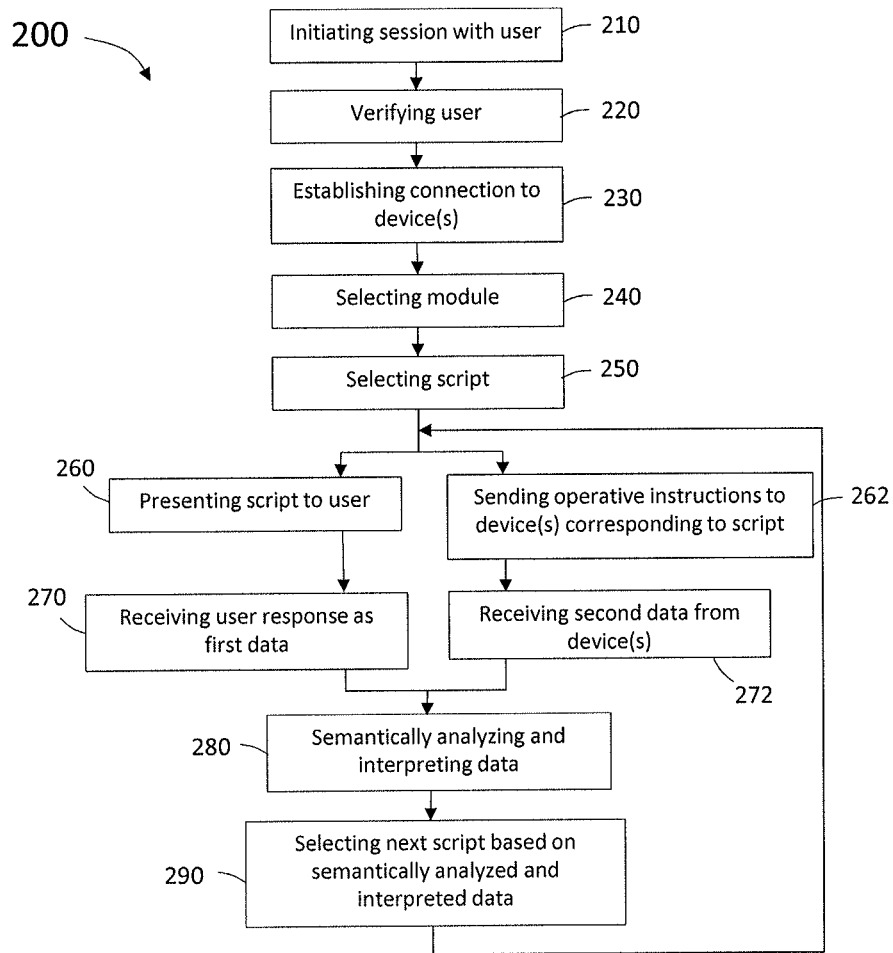 200
Initiating session with user
210
Verifying user
220
Establishing connection to
device(s)
230
Selecting module
240
Selecting script
250
260
Presenting script to user
Sending operative instructions to
device(s) corresponding to script
262
270
Receiving user response as
first data
Receiving second data from
device(s)
272
280
Semantically analyzing and
interpreting data
290
Selecting next script based on
semantically analyzed and
interpreted data